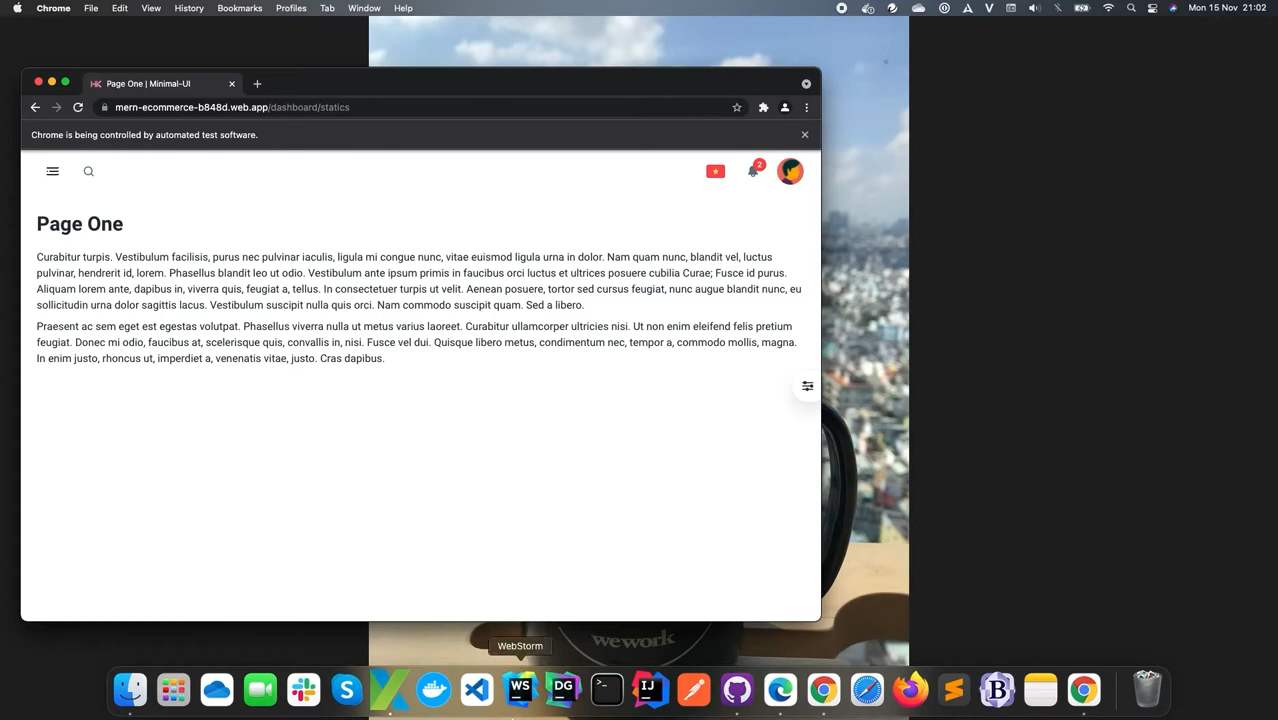 Chrome File Edit View History Bookmarks Profiles Tab Window Help Mon 15 Nov 21:02
Page One | Minimal-UI
mern-ecommerce-b848d.web.app/dashboard/statics
Chrome is being controlled by automated test software.
2
Page One
Curabitur turpis. Vestibulum facilisis, purus nec pulvinar iaculis, ligula mi congue nunc, vitae euismod ligula urna in dolor. Nam quam nunc, blandit vel, luctus
pulvinar, hendrerit id, lorem. Phasellus blandit leo ut odio. Vestibulum ante ipsum primis in faucibus orci luctus et ultrices posuere cubilia Curae; Fusce id purus.
Aliquam lorem ante, dapibus in, viverra quis, feugiat a, tellus. In consectetuer turpis ut velit. Aenean posuere, tortor sed cursus feugiat, nunc augue blandit nunc, eu
sollicitudin urna dolor sagittis lacus. Vestibulum suscipit nulla quis orci. Nam commodo suscipit quam. Sed a libero.
Praesent ac sem eget est egestas volutpat. Phasellus viverra nulla ut metus varius laoreet. Curabitur ullamcorper ultricies nisi. Ut non enim eleifend felis pretium
feugiat. Donec mi odio, faucibus at, scelerisque quis, convallis in, nisi. Fusce vel dui. Quisque libero metus, condimentum nec, tempor a, commodo mollis, magna.
In enim justo, rhoncus ut, imperdiet a, venenatis vitae, justo. Cras dapibus.
wework
WebStorm
WS
DG
>_
IJ
B